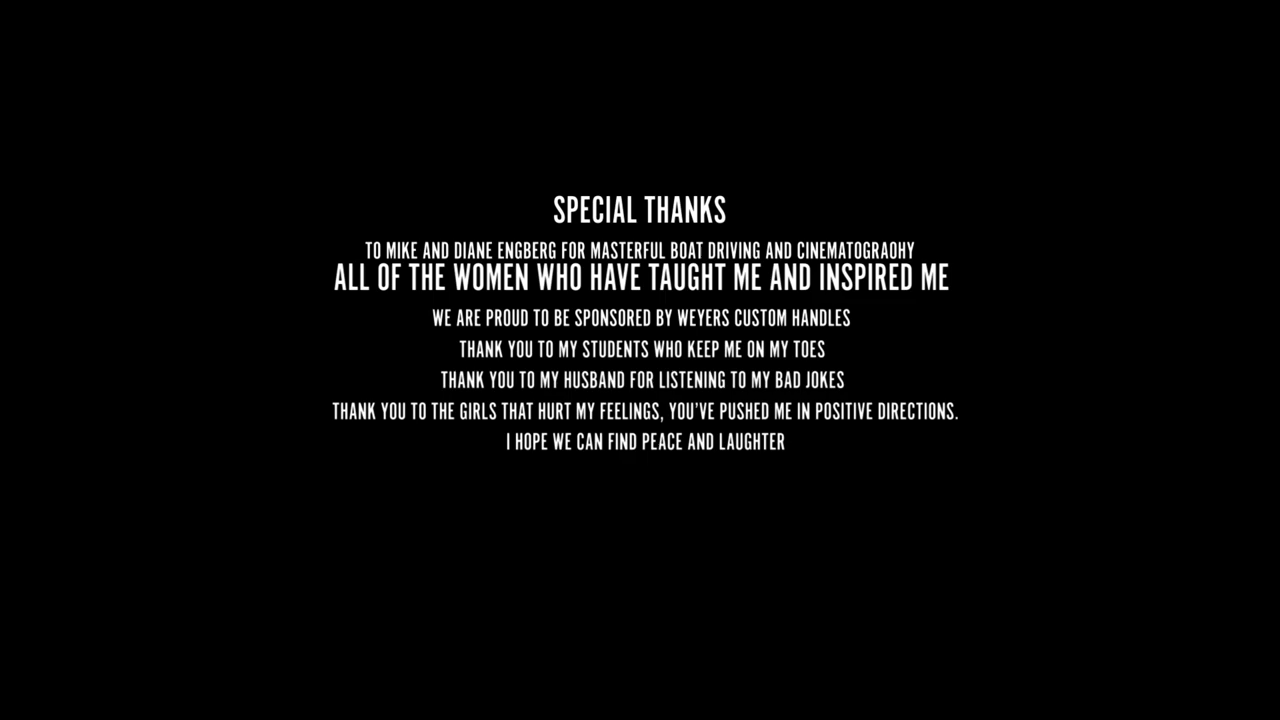 SPECIAL THANKS
TO MIKE AND DIANE ENGBERG FOR MASTERFUL BOAT DRIVING AND CINEMATOGRAOHY
ALL OF THE WOMEN WHO HAVE TAUGHT ME AND INSPIRED ME
WE ARE PROUD TO BE SPONSORED BY WEYERS CUSTOM HANDLES
THANK YOU TO MY STUDENTS WHO KEEP ME ON MY TOES
THANK YOU TO MY HUSBAND FOR LISTENING TO MY BAD JOKES
THANK YOU TO THE GIRLS THAT HURT MY FEELINGS, YOU'VE PUSHED ME IN POSITIVE DIRECTIONS.
I HOPE WE CAN FIND PEACE AND LAUGHTER